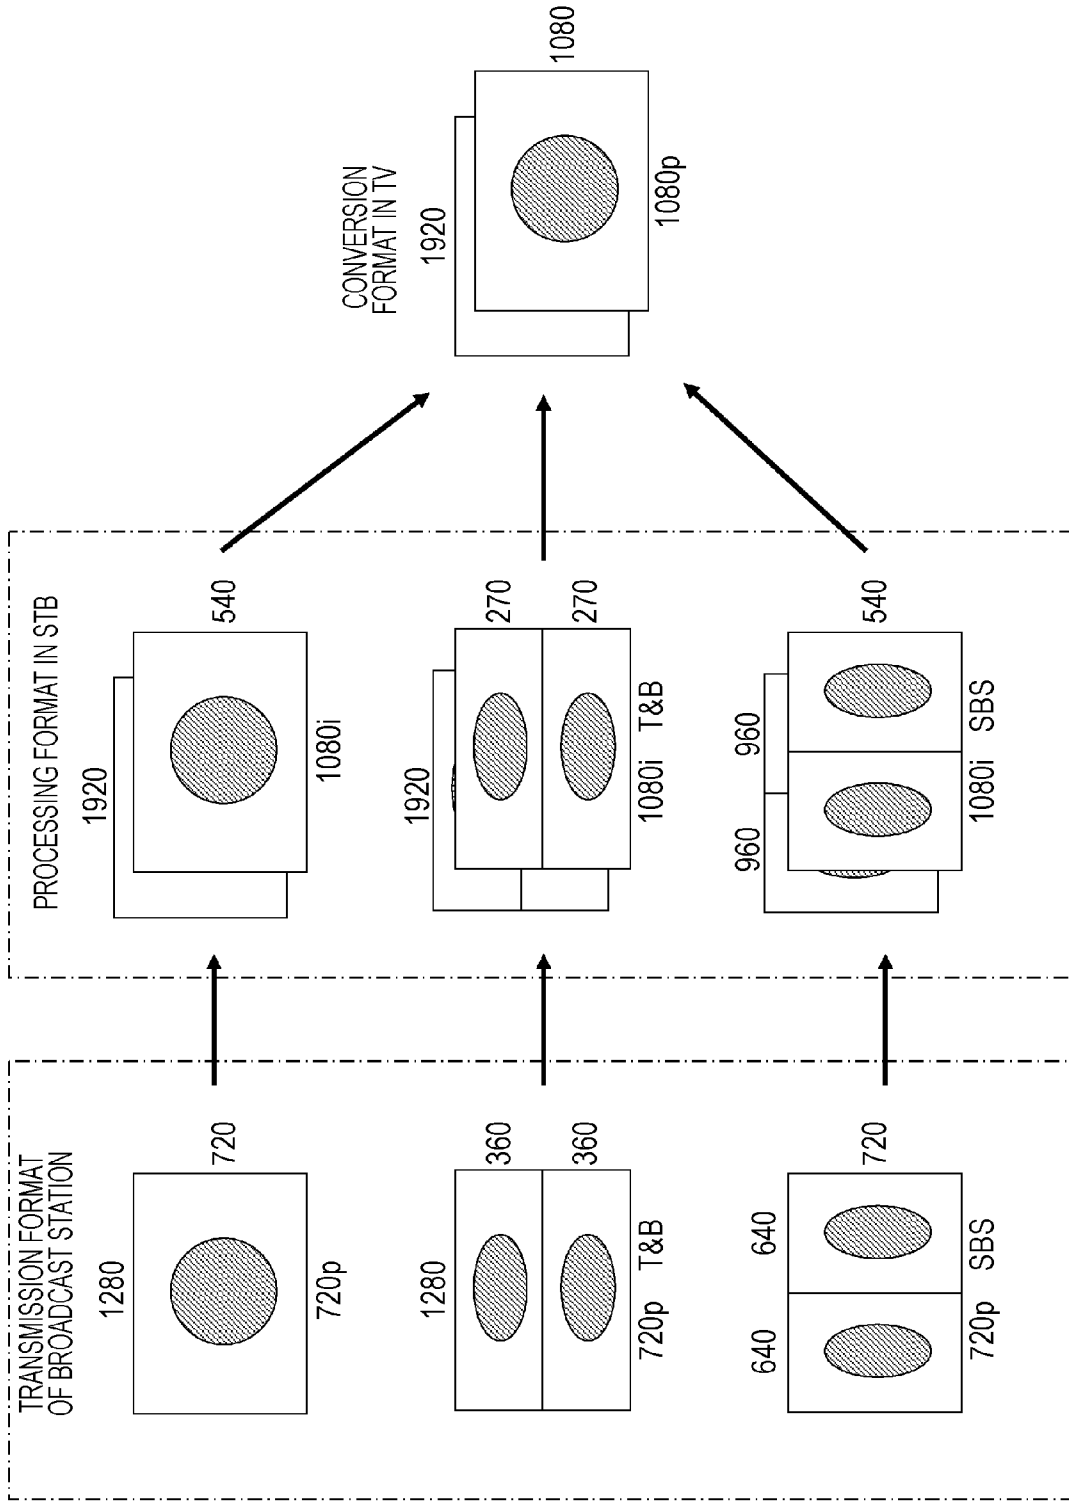 TRANSMISSION FORMAT
OF BROADCAST STATION
1280
720
720p
1280
360
360
720p T&B
640 640
720
720p SBS
PROCESSING FORMAT IN STB
1920
540
1080i
1920
270
270
1080i T&B
960 960
540
1080i SBS
CONVERSION
FORMAT IN TV
1920
1080
1080p